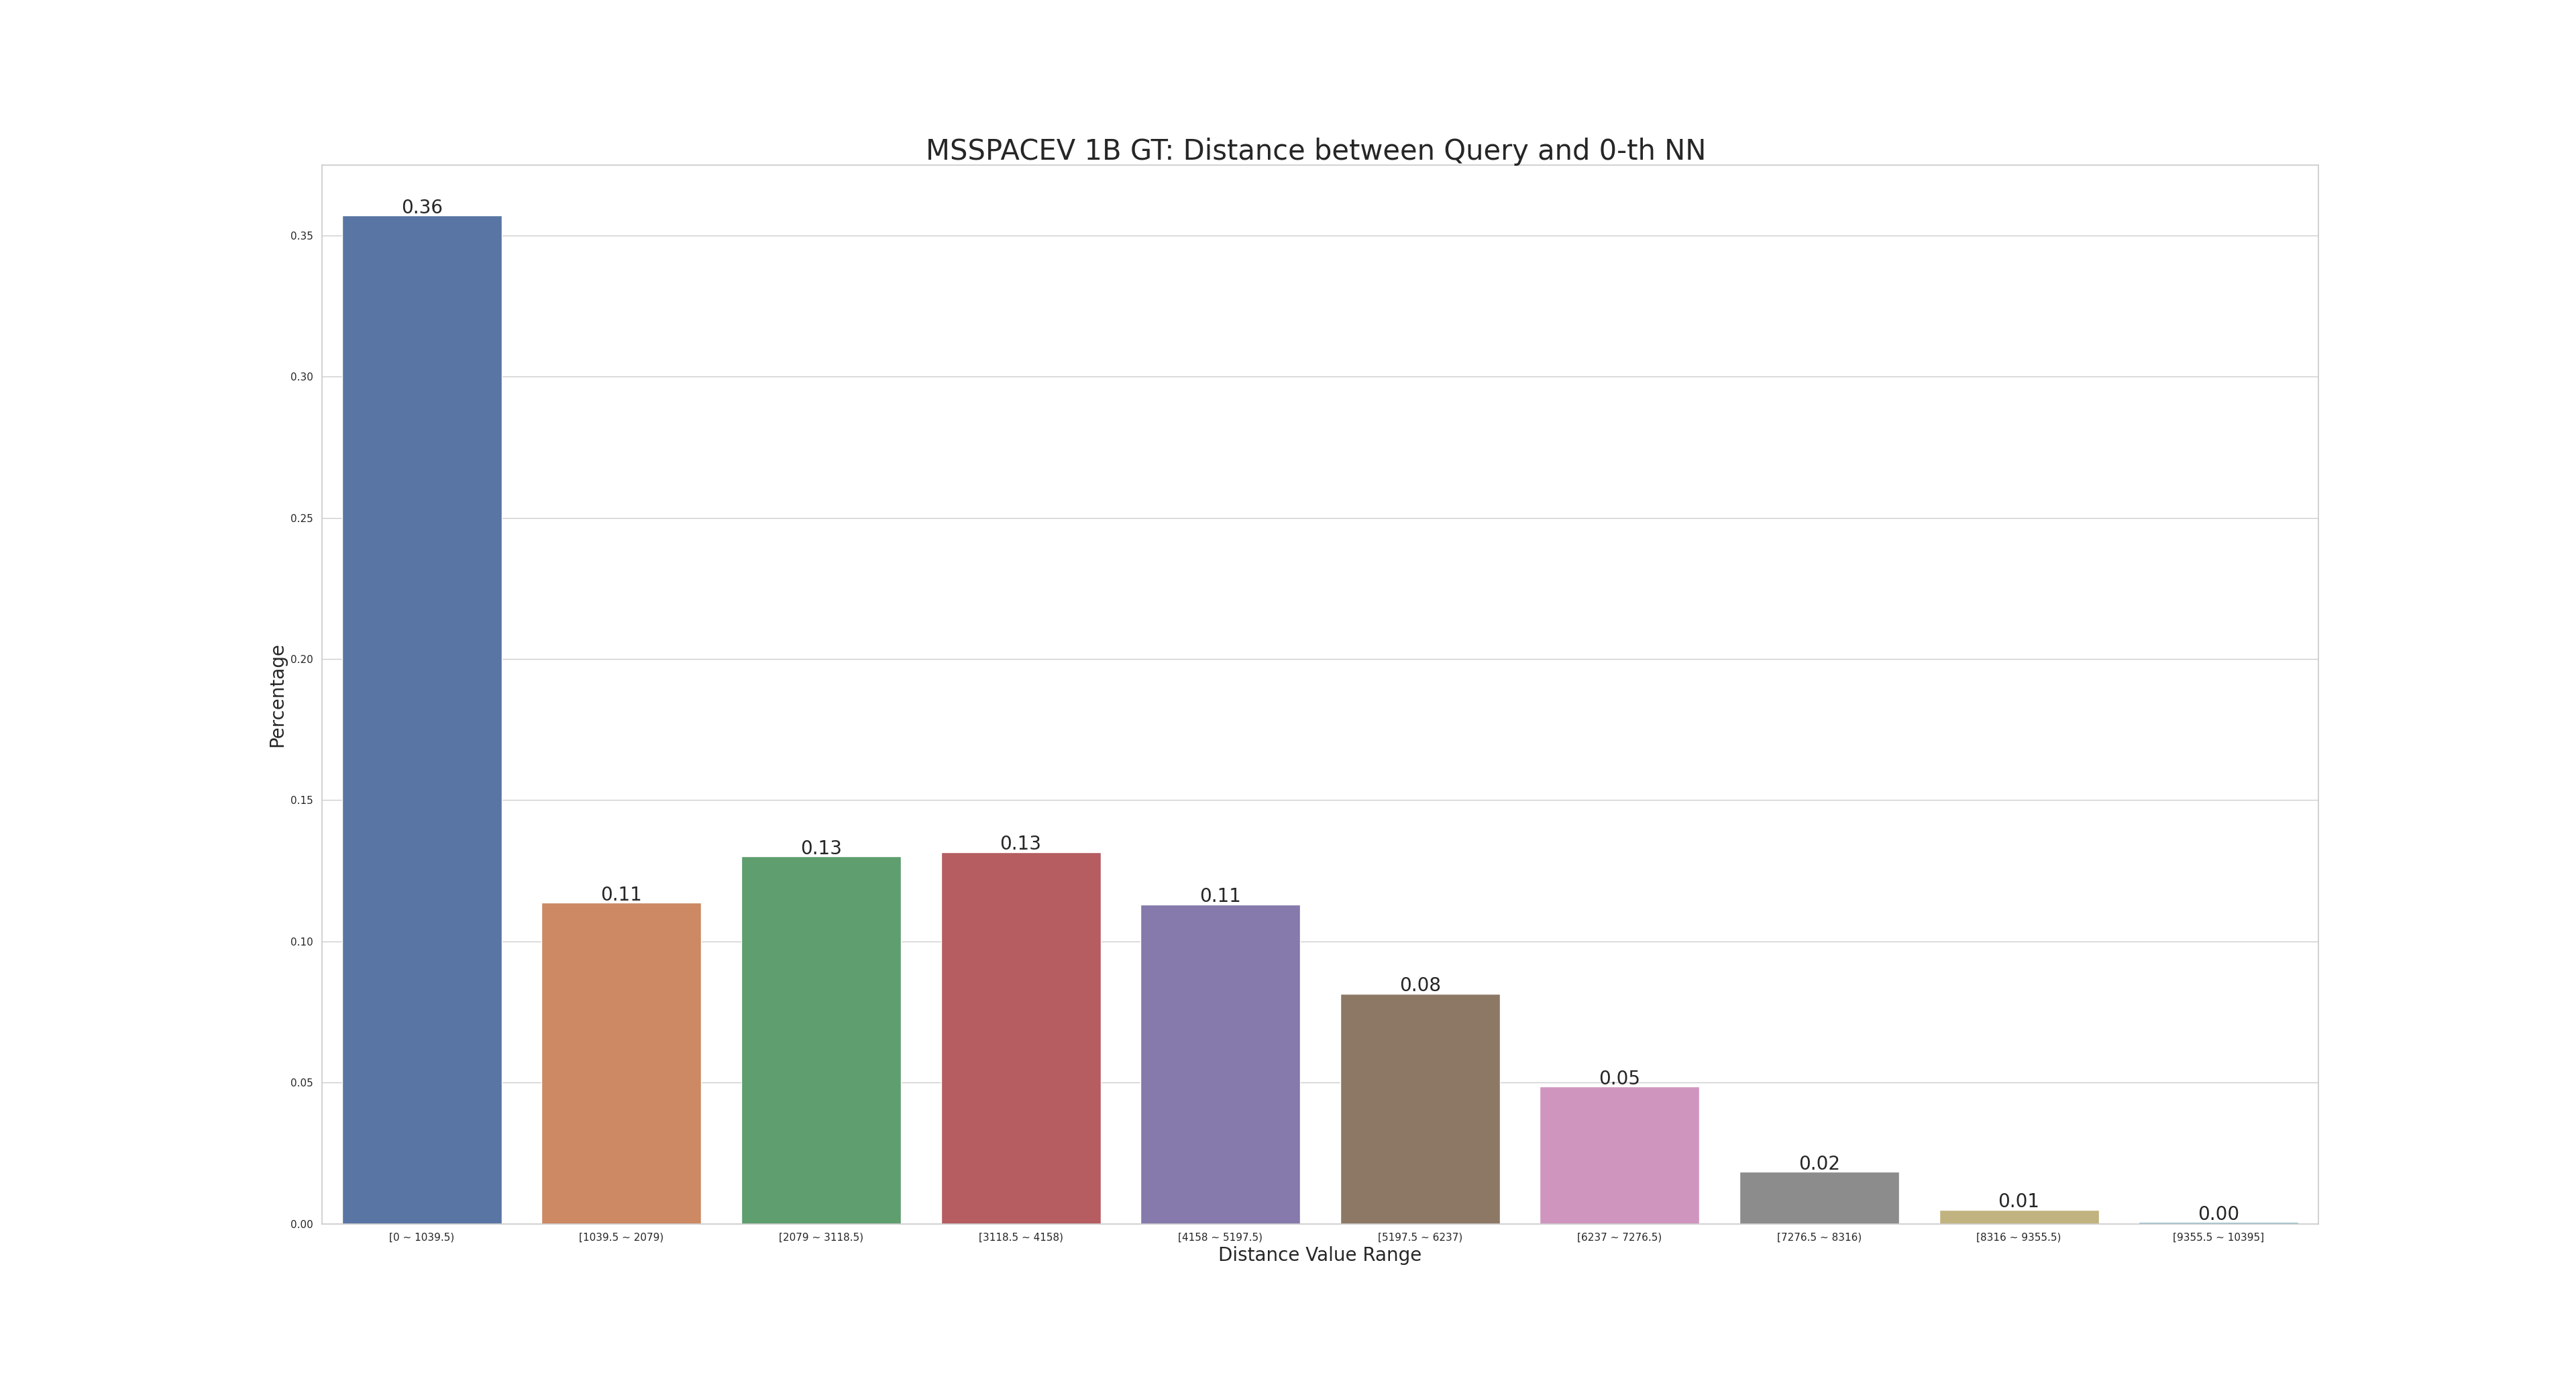 MSSPACEV 1B GT: Distance between Query and 0-th NN
0.36
0.11
0.13
0.13
0.11
0.08
0.05
0.02
0.01
0.00
Percentage
0.35
0.30
0.25
0.20
0.15
0.10
0.05
0.00
[0 ~ 1039.5)
[1039.5 ~ 2079)
[2079 ~ 3118.5)
[3118.5 ~ 4158)
[4158 ~ 5197.5)
[5197.5 ~ 6237)
[6237 ~ 7276.5)
[7276.5 ~ 8316)
[8316 ~ 9355.5)
[9355.5 ~ 10395]
Distance Value Range